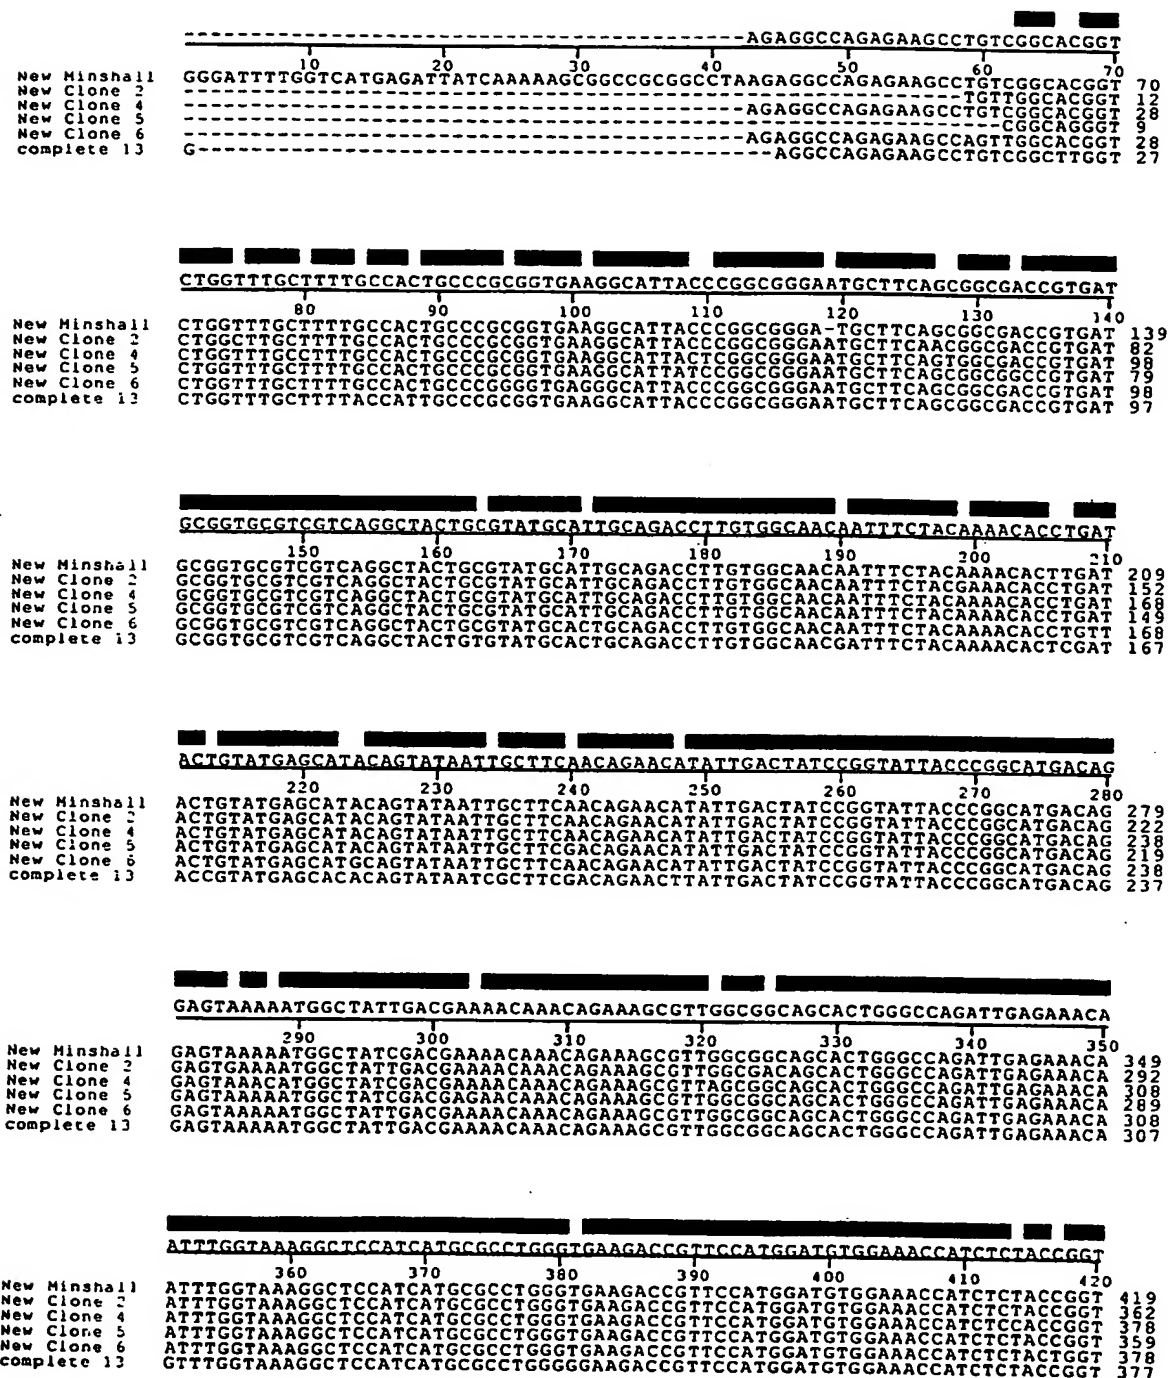 ------------------------------------------AGAGGCCAGAGAAGCCTGTCGGCACGGT
10 20 30 40 50 60 70
New Minshall GGGATTTTGGTCATGAGATTATCAAAAAGCGGCCGCGGCCTAAGAGGCCAGAGAAGCCTGTCGGCACGGT 70
New Clone 2 ----------------------------------------------------------TGTTGGCACGGT 12
New Clone 4 ------------------------------------------AGAGGCCAGAGAAGCCTGTCGGCACGGT 28
New Clone 5 -------------------------------------------------------------CGGCAGGGT 9
New Clone 6 ------------------------------------------AGAGGCCAGAGAAGCCAGTTGGCACGGT 28
complete 13 G-------------------------------------------AGGCCAGAGAAGCCTGTCGGCTTGGT 27
CTGGTTTGCTTTTGCCACTGCCCGCGGTGAAGGCATTACCCGGCGGGAATGCTTCAGCGGCGACCGTGAT
80 90 100 110 120 130 140
New Minshall CTGGTTTGCTTTTGCCACTGCCCGCGGTGAAGGCATTACCCGGCGGGA-TGCTTCAGCGGCGACCGTGAT 139
New Clone 2 CTGGCTTGCTTTTGCCACTGCCCGCGGTGAAGGCATTACCCGGCGGGAATGCTTCAACGGCGACCGTGAT 82
New Clone 4 CTGGTTTGCCTTTGCCACTGCCCGCGGTGAAGGCATTACTCGGCGGGAATGCTTCAGTGGCGACCGTGAT 98
New Clone 5 CTGGTTTGCTTTTGCCACTGCCCGCGGTGAAGGCATTATCCGGCGGGAATGCTTCAGCGGCGGCCGTGAT 79
New Clone 6 CTGGTTTGCTTTTGCCACTGCCCGGGGTGAGGGCATTACCCGGCGGGAATGCTTCAGCGGCGACCGTGAT 98
complete 13 CTGGTTTGCTTTTACCATTGCCCGCGGTGAAGGCATTACCCGGCGGGAATGCTTCAGCGGCGACCGTGAT 97
GCGGTGCGTCGTCAGGCTACTGCGTATGCATTGCAGACCTTGTGGCAACAATTTCTACAAAACACCTGAT
150 160 170 180 190 200 210
New Minshall GCGGTGCGTCGTCAGGCTACTGCGTATGCATTGCAGACCTTGTGGCAACAATTTCTACAAAACACTTGAT 209
New Clone 2 GCGGTGCGTCGTCAGGCTACTGCGTATGCATTGCAGACCTTGTGGCAACAATTTCTACGAAACACCTGAT 152
New Clone 4 GCGGTGCGTCGTCAGGCTACTGCGTATGCATTGCAGACCTTGTGGCAACAATTTCTACAAAACACCTGAT 168
New Clone 5 GCGGTGCGTCGTCAGGCTACTGCGTATGCATTGCAGACCTTGTGGCAACAATTTCTACAAAACACCTGAT 149
New Clone 6 GCGGTGCGTCGTCAGGCTACTGCGTATGCACTGCAGACCTTGTGGCAACAATTTCTACAAAACACCTGTT 168
complete 13 GCGGTGCGTCGTCAGGCTACTGTGTATGCACTGCAGACCTTGTGGCAACGATTTCTACAAAACACTCGAT 167
ACTGTATGAGCATACAGTATAATTGCTTCAACAGAACATATTGACTATCCGGTATTACCCGGCATGACAG
220 230 240 250 260 270 280
New Minshall ACTGTATGAGCATACAGTATAATTGCTTCAACAGAACATATTGACTATCCGGTATTACCCGGCATGACAG 279
New Clone 2 ACTGTATGAGCATACAGTATAATTGCTTCAACAGAACATATTGACTATCCGGTATTACCCGGCATGACAG 222
New Clone 4 ACTGTATGAGCATACAGTATAATTGCTTCAACAGAACATATTGACTATCCGGTATTACCCGGCATGACAG 238
New Clone 5 ACTGTATGAGCATACAGTATAATTGCTTCGACAGAACATATTGACTATCCGGTATTACCCGGCATGACAG 219
New Clone 6 ACTGTATGAGCATGCAGTATAATTGCTTCAACAGAACATATTGACTATCCGGTATTACCCGGCATGACAG 238
complete 13 ACCGTATGAGCACACAGTATAATCGCTTCGACAGAACTTATTGACTATCCGGTATTACCCGGCATGACAG 237
GAGTAAAAATGGCTATTGACGAAAACAAACAGAAAGCGTTGGCGGCAGCACTGGGCCAGATTGAGAAACA
290 300 310 320 330 340 350
New Minshall GAGTAAAAATGGCTATCGACGAAAACAAACAGAAAGCGTTGGCGGCAGCACTGGGCCAGATTGAGAAACA 349
New Clone 2 GAGTGAAAATGGCTATTGACGAAAACAAACAGAAAGCGTTGGCGACAGCACTGGGCCAGATTGAGAAACA 292
New Clone 4 GAGTAAACATGGCTATTGACGAAAACAAACAGAAAGCGTTAGCGGCAGCACTGGGCCAGATTGAGAAACA 308
New Clone 5 GAGTAAAAATGGCTATCGACGAGAACAAACAGAAAGCGTTGGCGGCAGCACTGGGCCAGATTGAGAAACA 289
New Clone 6 GAGTAAAAATGGCTATTGACGAAAACAAACAGAAAGCGTTGGCGGCAGCACTGGGCCAGATTGAGAAACA 308
complete 13 GAGTAAAAATGGCTATTGACGAAAACAAACAGAAAGCGTTGGCGGCAGCACTGGGCCAGATTGAGAAACA 307
ATTTGGTAAAGGCTCCATCATGCGCCTGGGTGAAGACCGTTCCATGGATGTGGAAACCATCTCTACCGGT
360 370 380 390 400 410 420
New Minshall ATTTGGTAAAGGCTCCATCATGCGCCTGGGTGAAGACCGTTCCATGGATGTGGAAACCATCTCTACCGGT 419
New Clone 2 ATTTGGTAAAGGCTCCATCATGCGCCTGGGTGAAGACCGTTCCATGGATGTGGAAACCATCTCTACCGGT 362
New Clone 4 ATTTGGTAAAGGCTCCATCATGCGCCTGGGTGAAGACCGTTCCATGGATGTGGAAACCATCTCCACCGGT 378
New Clone 5 ATTTGGTAAAGGCTCCATCATGCGCCTGGGTGAAGACCGTTCCATGGATGTGGAAACCATCTCTACCGGT 359
New Clone 6 ATTTGGTAAAGGCTCCATCATGCGCCTGGGTGAAGACCGTTCCATGGATGTGGAAACCATCTCTACTGGT 378
complete 13 GTTTGGTAAAGGCTCCATCATGCGCCTGGGGGAAGACCGTTCCATGGATGTGGAAACCATCTCTACCGGT 377